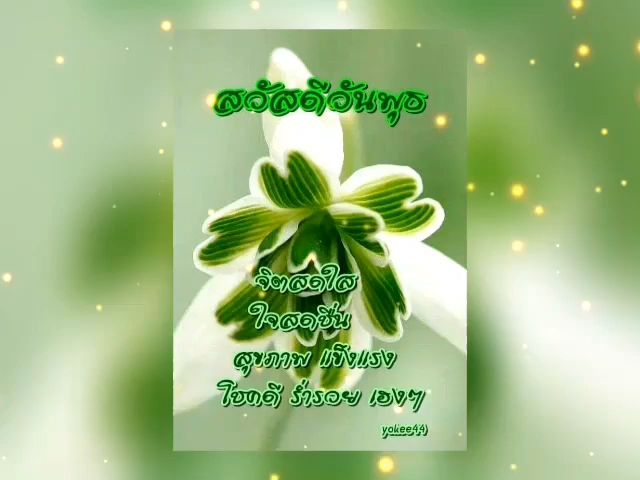 สวัสดีวันพุธ
จิตสดใส
ใจสดชื่น
สุขภาพ แข็งแรง
โชคดี ร่ำรวย เฮงๆ
yokee44